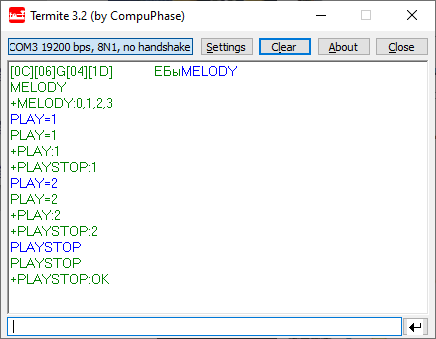 Termite 3.2 (by CompuPhase)
COM3 19200 bps, 8N1, no handshake Settings Clear About Close
[0C][06]G[04][1D] ЕБыMELODY
MELODY
+MELODY:0,1,2,3
PLAY=1
PLAY=1
+PLAY:1
+PLAYSTOP:1
PLAY=2
PLAY=2
+PLAY:2
+PLAYSTOP:2
PLAYSTOP
PLAYSTOP
+PLAYSTOP:OK